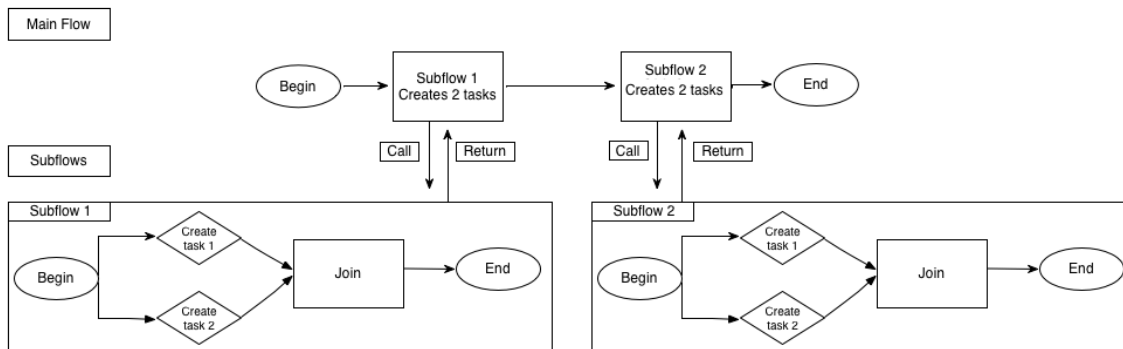 Main Flow
Begin
Subflow 1
Creates 2 tasks
Subflow 2
Creates 2 tasks
End
Call
Return
Call
Return
Subflows
Subflow 1
Begin
Create
task 1
Create
task 2
Join
End
Subflow 2
Begin
Create
task 1
Create
task 2
Join
End